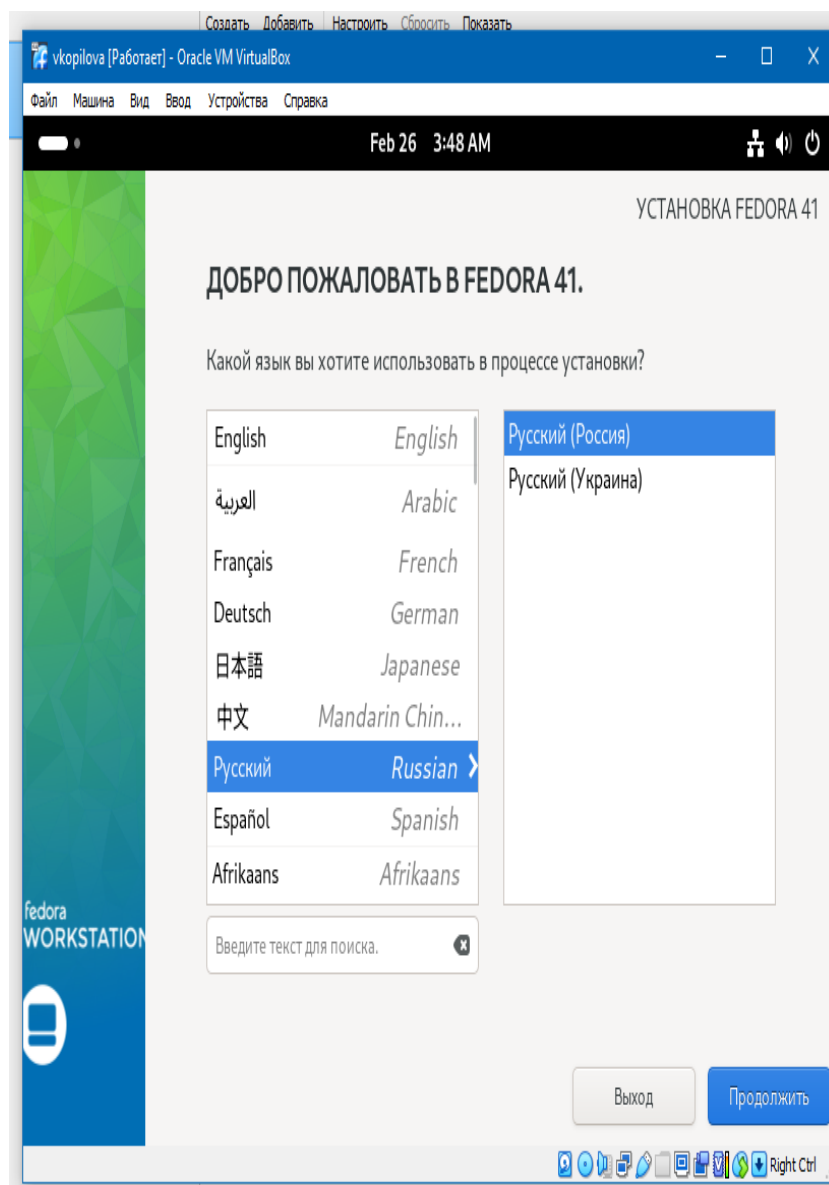 Создать Добавить Настроить Сбросить Показать
vkopilova [Работает] - Oracle VM VirtualBox
Файл Машина Вид Ввод Устройства Справка
Feb 26 3:48 AM
УСТАНОВКА FEDORA 41
ДОБРО ПОЖАЛОВАТЬ В FEDORA 41.
Какой язык вы хотите использовать в процессе установки?
English English
العربية Arabic
Français French
Deutsch German
日本語 Japanese
中文 Mandarin Chin...
Русский Russian
Español Spanish
Afrikaans Afrikaans
Русский (Россия)
Русский (Украина)
Введите текст для поиска.
fedora
WORKSTATION
Выход Продолжить
Right Ctrl